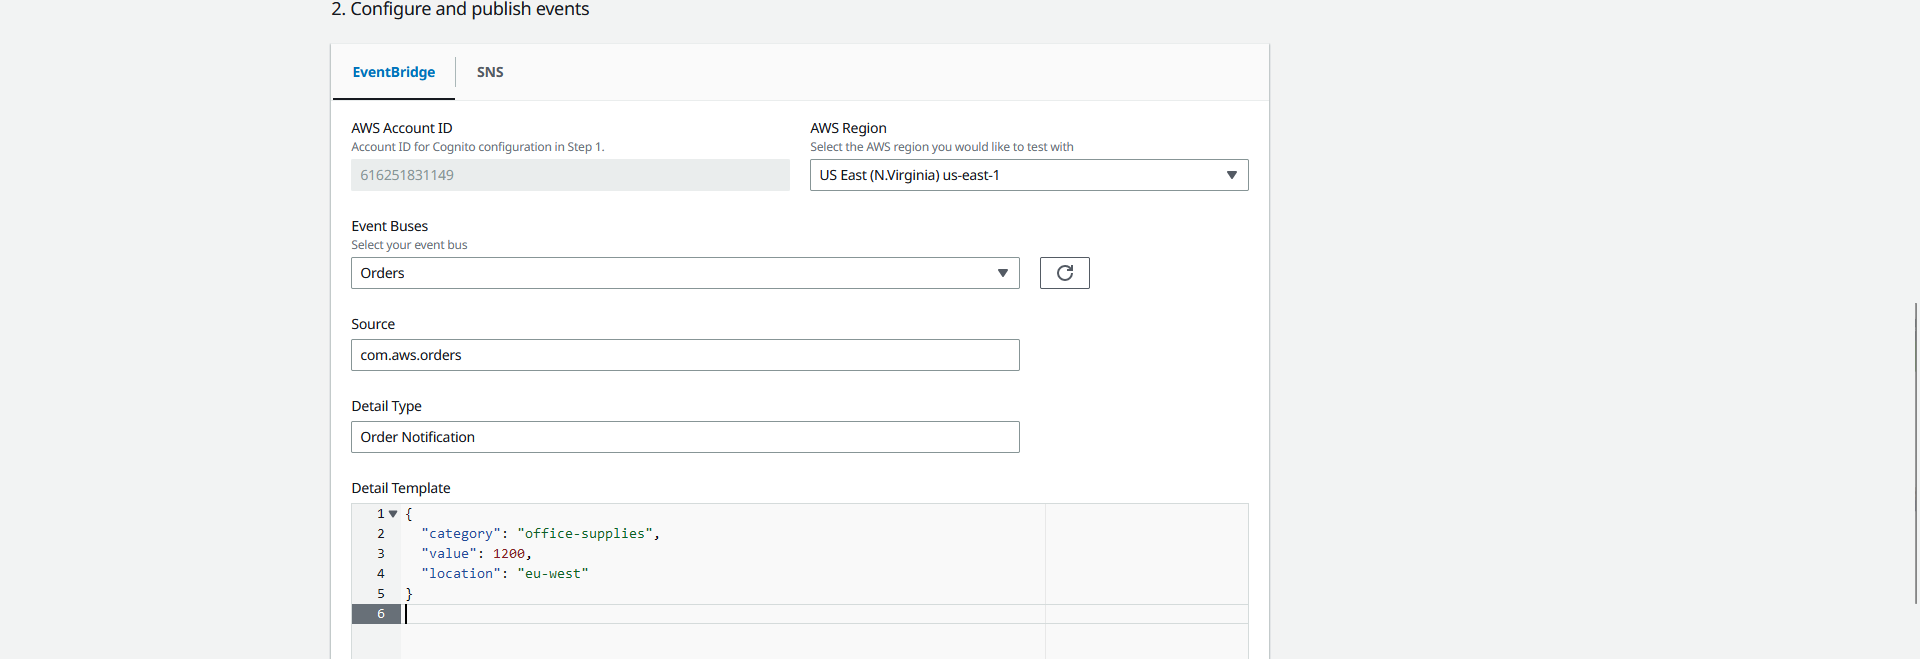 2. Configure and publish events
EventBridge SNS
AWS Account ID
Account ID for Cognito configuration in Step 1.
616251831149
AWS Region
Select the AWS region you would like to test with
US East (N.Virginia) us-east-1
Event Buses
Select your event bus
Orders
Source
com.aws.orders
Detail Type
Order Notification
Detail Template
1 {
2 "category": "office-supplies",
3 "value": 1200,
4 "location": "eu-west"
5 }
6